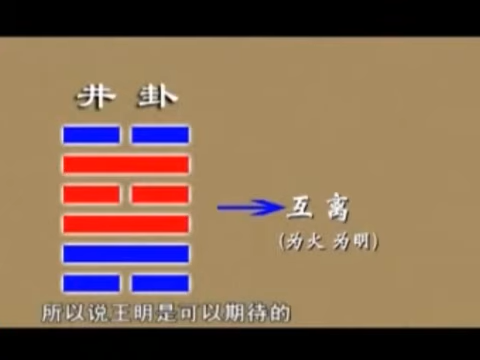 井 卦
互 离
(为火 为明)
所以说王明是可以期待的